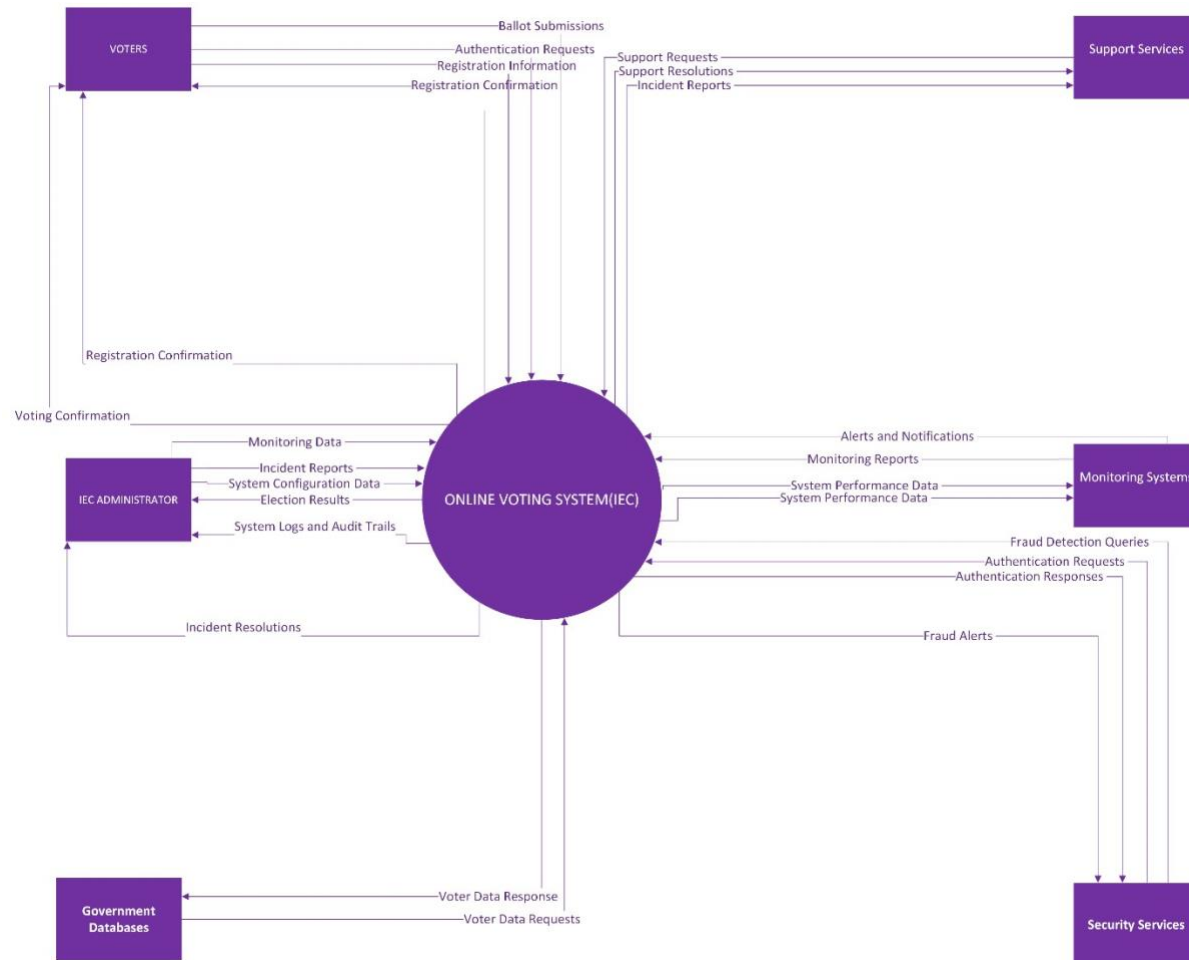 VOTERS
Ballot Submissions
Authentication Requests
Registration Information
Registration Confirmation
Support Requests
Support Resolutions
Incident Reports
Support Services
Registration Confirmation
Voting Confirmation
Monitoring Data
Incident Reports
System Configuration Data
Election Results
System Logs and Audit Trails
IEC ADMINISTRATOR
Incident Resolutions
ONLINE VOTING SYSTEM(IEC)
Alerts and Notifications
Monitoring Reports
System Performance Data
System Performance Data
Monitoring Systems
Fraud Detection Queries
Authentication Requests
Authentication Responses
Fraud Alerts
Government
Databases
Voter Data Response
Voter Data Requests
Security Services